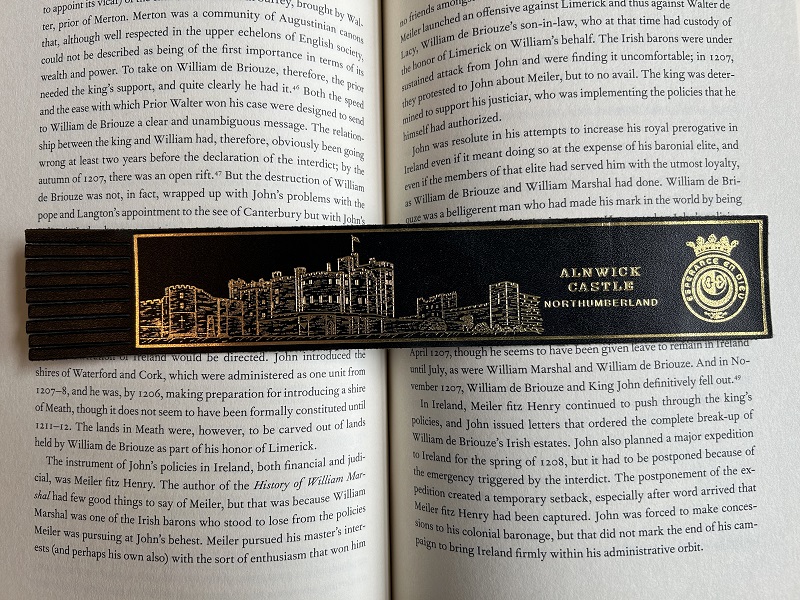 to appoint its vicar) of the
brought by Wal-
ter, prior of Merton. Merton was a community of Augustinian canons
that, although well respected in the upper echelons of English society,
could not be described as being of the first importance in terms of its
wealth and power. To take on William de Briouze, therefore, the prior
needed the king's support, and quite clearly he had it.⁴⁶ Both the speed
and the ease with which Prior Walter won his case were designed to send
to William de Briouze a clear and unambiguous message. The relation-
ship between the king and William had, therefore, obviously been going
wrong at least two years before the declaration of the interdict; by the
autumn of 1207, there was an open rift.⁴⁷ But the destruction of William
de Briouze was not, in fact, wrapped up with John's problems with the
pope and Langton's appointment to the see of Canterbury but with John's
of Ireland would be directed. John introduced the
shires of Waterford and Cork, which were administered as one unit from
1207–8, and he was, by 1206, making preparation for introducing a shire
of Meath, though it does not seem to have been formally constituted until
1211–12. The lands in Meath were, however, to be carved out of lands
held by William de Briouze as part of his honor of Limerick.
The instrument of John's policies in Ireland, both financial and judi-
cial, was Meiler fitz Henry. The author of the History of William Mar-
shal had few good things to say of Meiler, but that was because William
Marshal was one of the Irish barons who stood to lose from the policies
Meiler was pursuing at John's behest. Meiler pursued his master's inter-
ests (and perhaps his own also) with the sort of enthusiasm that won him
no friends amongst
Meiler launched an offensive against Limerick and thus against Walter de
Lacy, William de Briouze's son-in-law, who at that time had custody of
the honor of Limerick on William's behalf. The Irish barons were under
sustained attack from John and were finding it uncomfortable; in 1207,
they protested to John about Meiler, but to no avail. The king was deter-
mined to support his justiciar, who was implementing the policies that he
himself had authorized.
John was resolute in his attempts to increase his royal prerogative in
Ireland even if it meant doing so at the expense of his baronial elite, and
even if the members of that elite had served him with the utmost loyalty,
as William de Briouze and William Marshal had done. William de Bri-
ouze was a belligerent man who had made his mark in the world by being
ALNWICK
CASTLE
NORTHUMBERLAND
ESPERANCE EN DIEU
April 1207, though he seems to have been given leave to remain in Ireland
until July, as were William Marshal and William de Briouze. And in No-
vember 1207, William de Briouze and King John definitively fell out.⁴⁹
In Ireland, Meiler fitz Henry continued to push through the king's
policies, and John issued letters that ordered the complete break-up of
William de Briouze's Irish estates. John also planned a major expedition
to Ireland for the spring of 1208, but it had to be postponed because of
the emergency triggered by the interdict. The postponement of the ex-
pedition created a temporary setback, especially after word arrived that
Meiler fitz Henry had been captured. John was forced to make conces-
sions to his colonial baronage, but that did not mark the end of his cam-
paign to bring Ireland firmly within his administrative orbit.